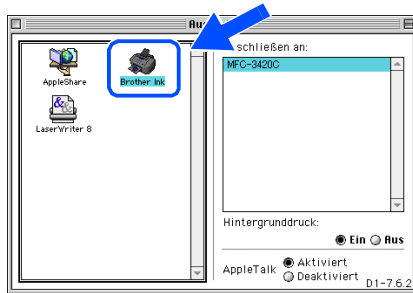 Au
schließen an:
AppleShare
Brother Ink
LaserWriter 8
MFC-3420C
Hintergrunddruck:
Ein Aus
AppleTalk
Aktiviert
Deaktiviert
D1-7.6.2